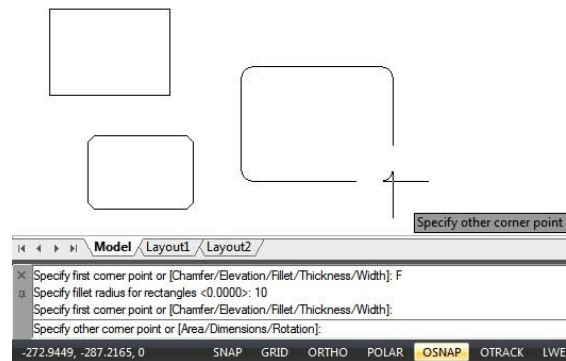 Specify other corner point
Model Layout1 Layout2
Specify first corner point or [Chamfer/Elevation/Fillet/Thickness/Width]: F
Specify fillet radius for rectangles <0.0000>: 10
Specify first corner point or [Chamfer/Elevation/Fillet/Thickness/Width]:
Specify other corner point or [Area/Dimensions/Rotation]:
-272.9449, -287.2165, 0 SNAP GRID ORTHO POLAR OSNAP OTRACK LWE